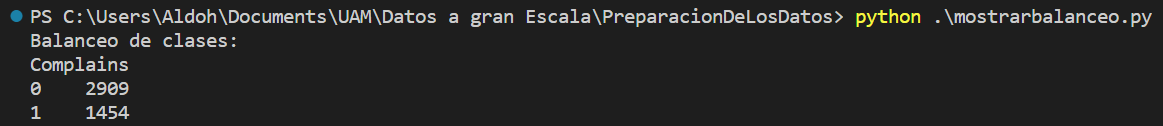 PS C:\Users\Aldoh\Documents\UAM\Datos a gran Escala\PreparacionDeLosDatos> python .\mostrarbalanceo.py
Balanceo de clases:
Complains
0    2909
1    1454